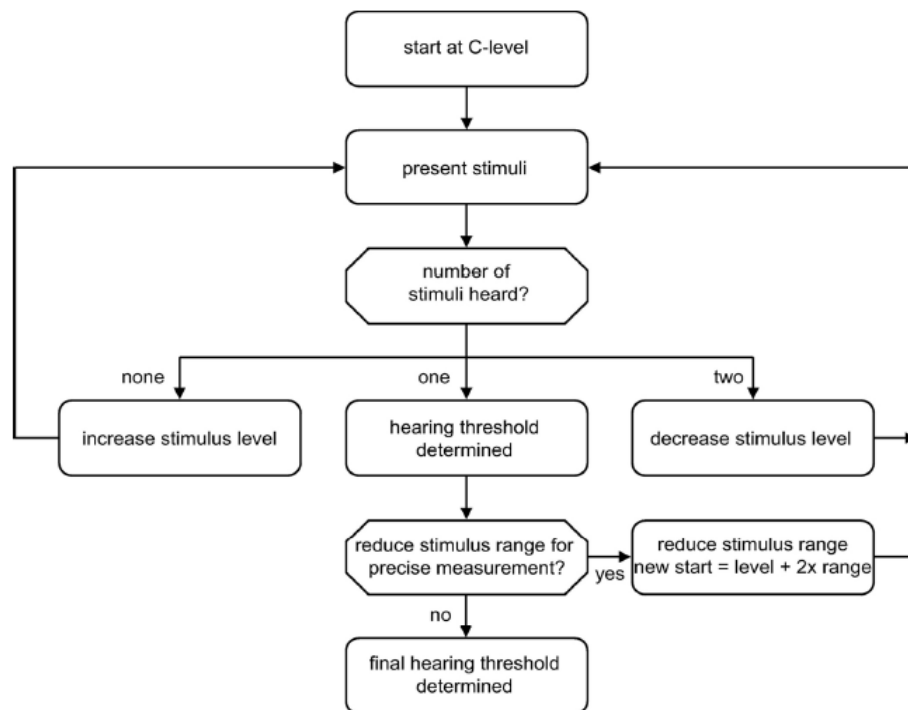 start at C-level
present stimuli
number of
stimuli heard?
none
one
two
increase stimulus level
hearing threshold
determined
decrease stimulus level
reduce stimulus range for
precise measurement?
yes
reduce stimulus range
new start = level + 2x range
no
final hearing threshold
determined